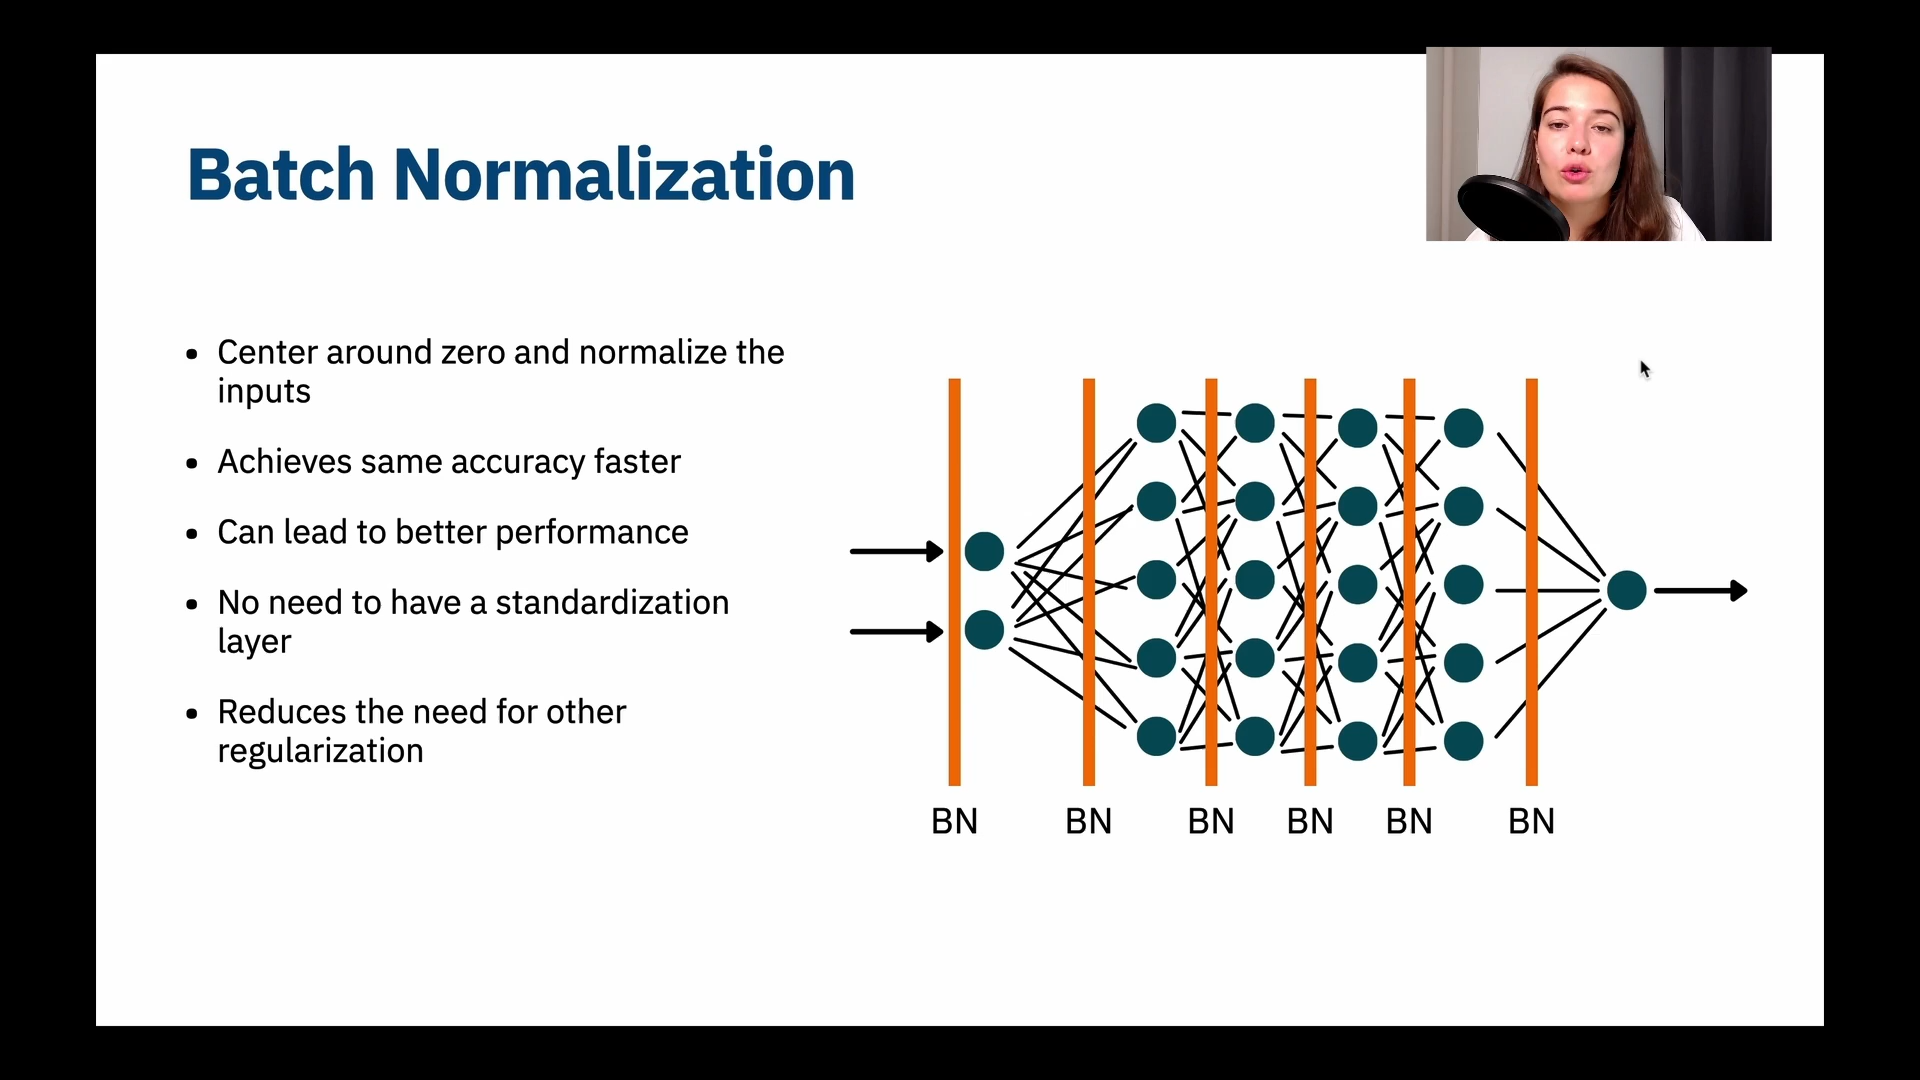 Batch Normalization
• Center around zero and normalize the
inputs
• Achieves same accuracy faster
• Can lead to better performance
• No need to have a standardization
layer
• Reduces the need for other
regularization
BN BN BN BN BN BN